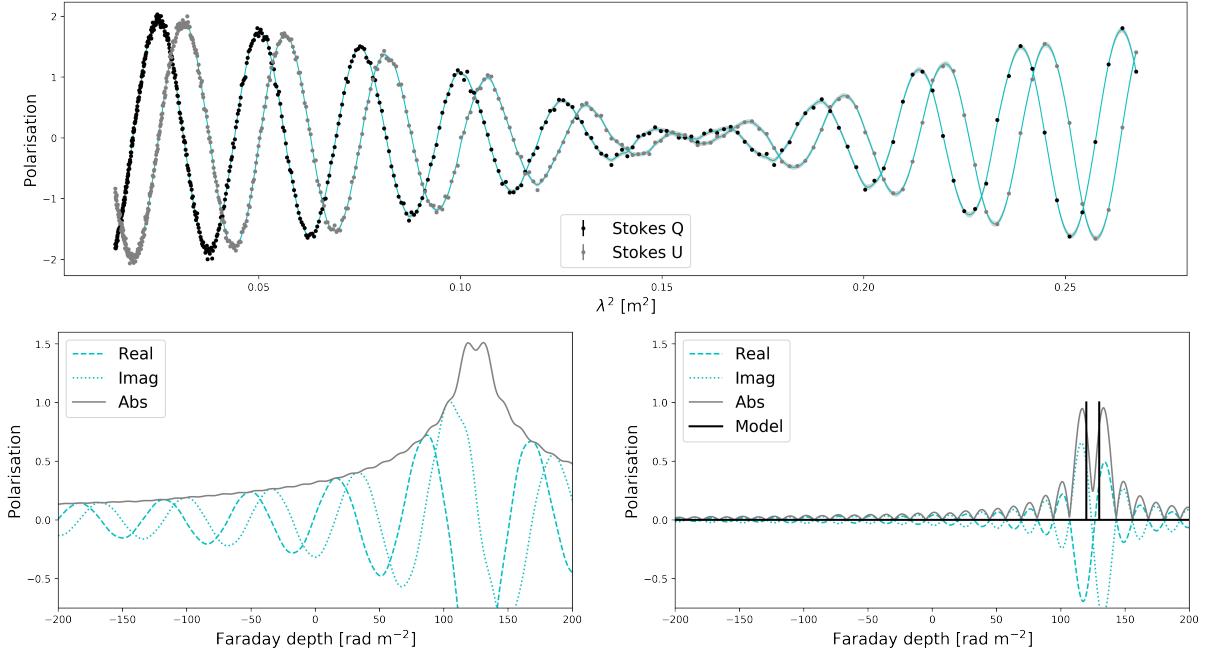 2
1
0
−1
−2
Polarisation
Stokes Q
Stokes U
0.05 0.10 0.15 0.20 0.25
λ² [m²]
1.5
1.0
0.5
0.0
−0.5
Polarisation
Real
Imag
Abs
−200 −150 −100 −50 0 50 100 150 200
Faraday depth [rad m⁻²]
1.5
1.0
0.5
0.0
−0.5
Polarisation
Real
Imag
Abs
Model
−200 −150 −100 −50 0 50 100 150 200
Faraday depth [rad m⁻²]